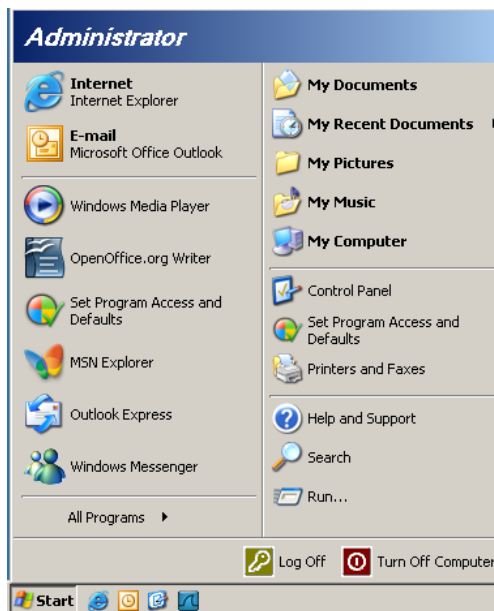 Administrator
Internet
Internet Explorer
E-mail
Microsoft Office Outlook
Windows Media Player
OpenOffice.org Writer
Set Program Access and
Defaults
MSN Explorer
Outlook Express
Windows Messenger
All Programs
My Documents
My Recent Documents
My Pictures
My Music
My Computer
Control Panel
Set Program Access and
Defaults
Printers and Faxes
Help and Support
Search
Run...
Log Off
Turn Off Computer
Start